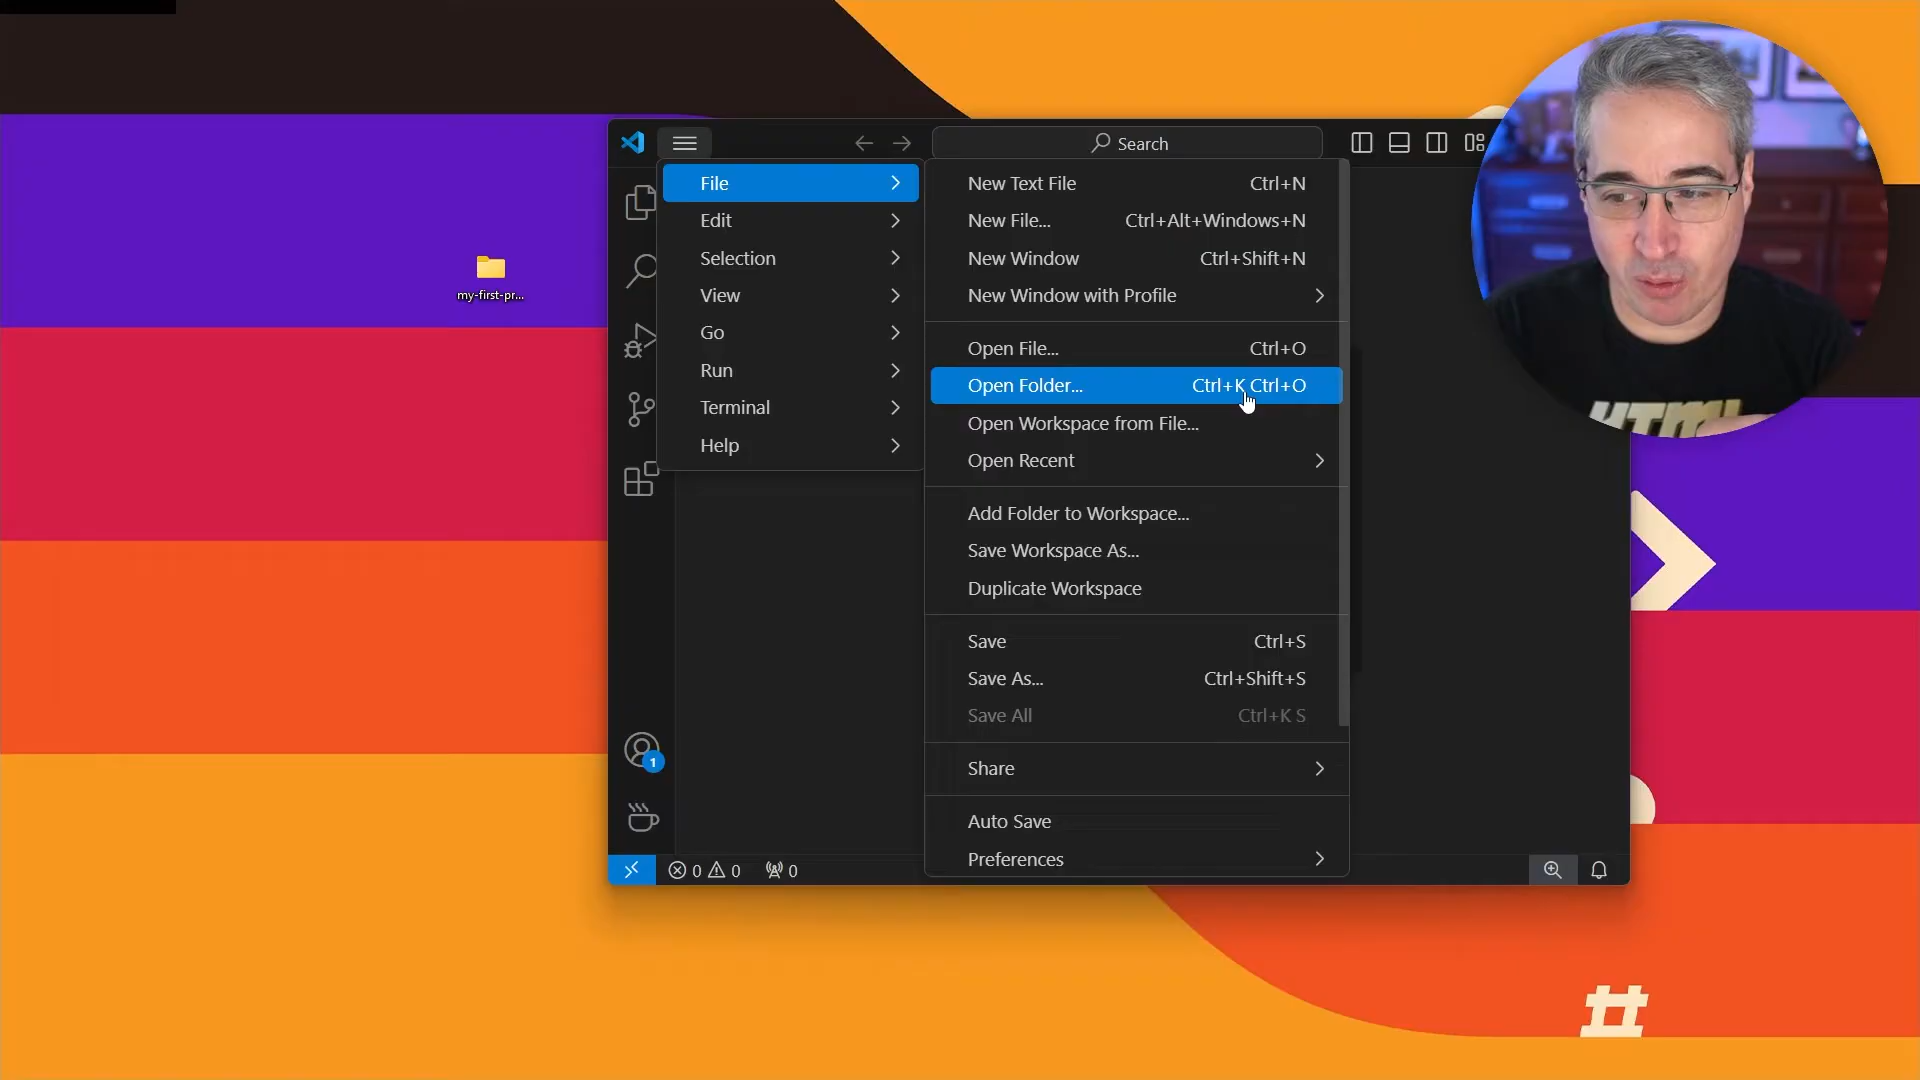 Search
File
Edit
Selection
View
Go
Run
Terminal
Help
New Text File Ctrl+N
New File... Ctrl+Alt+Windows+N
New Window Ctrl+Shift+N
New Window with Profile
Open File... Ctrl+O
Open Folder... Ctrl+K Ctrl+O
Open Workspace from File...
Open Recent
Add Folder to Workspace...
Save Workspace As...
Duplicate Workspace
Save Ctrl+S
Save As... Ctrl+Shift+S
Save All Ctrl+K S
Share
Auto Save
Preferences
my-first-pr...
1
0 0 0
HTML
#